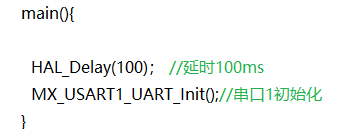 main(){
HAL_Delay(100)； //延时100ms
MX_USART1_UART_Init();//串口1初始化
}